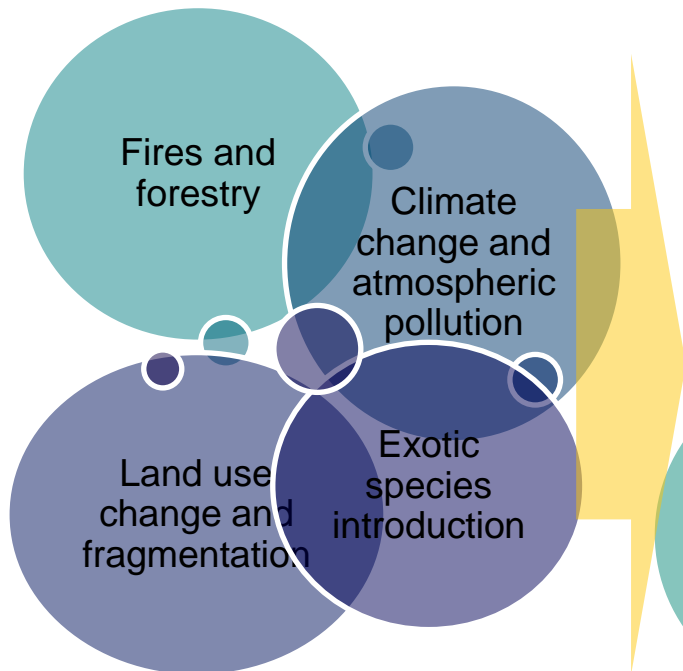 Fires and
forestry
Climate
change and
atmospheric
pollution
Land use
change and
fragmentation
Exotic
species
introduction